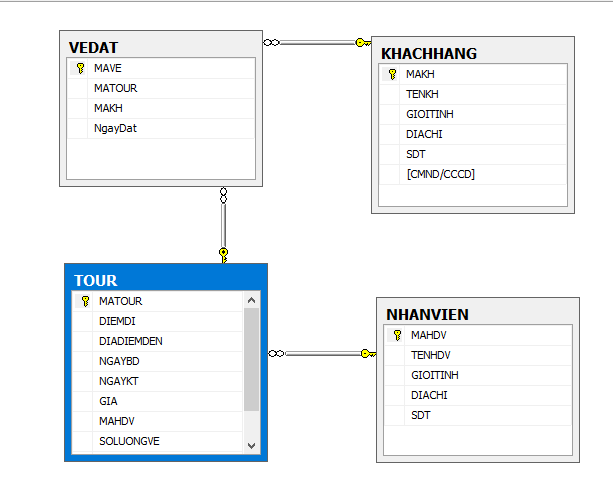 VEDAT
MAVE
MATOUR
MAKH
NgayDat
KHACHHANG
MAKH
TENKH
GIOITINH
DIACHI
SDT
[CMND/CCCD]
TOUR
MATOUR
DIEMDI
DIADIEMDEN
NGAYBD
NGAYKT
GIA
MAHDV
SOLUONGVE
NHANVIEN
MAHDV
TENHDV
GIOITINH
DIACHI
SDT